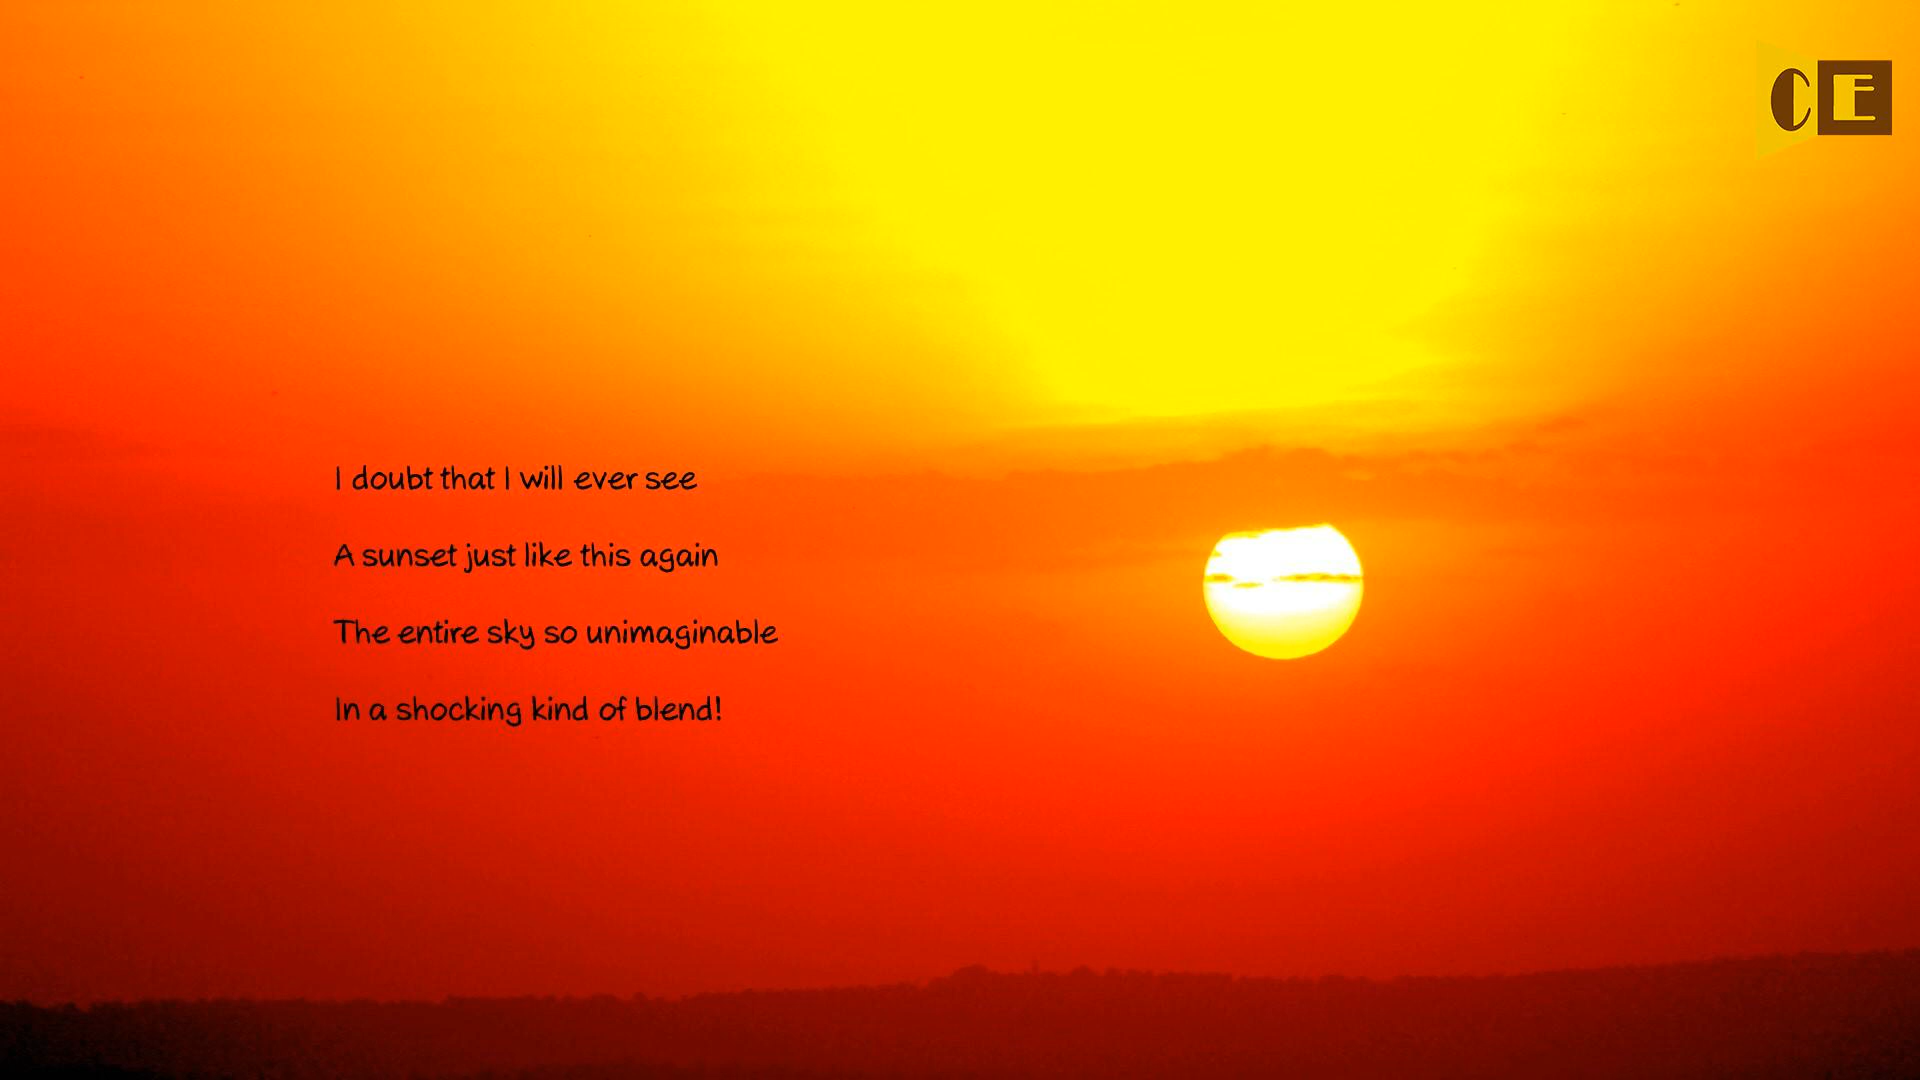 CE
I doubt that I will ever see
A sunset just like this again
The entire sky so unimaginable
In a shocking kind of blend!